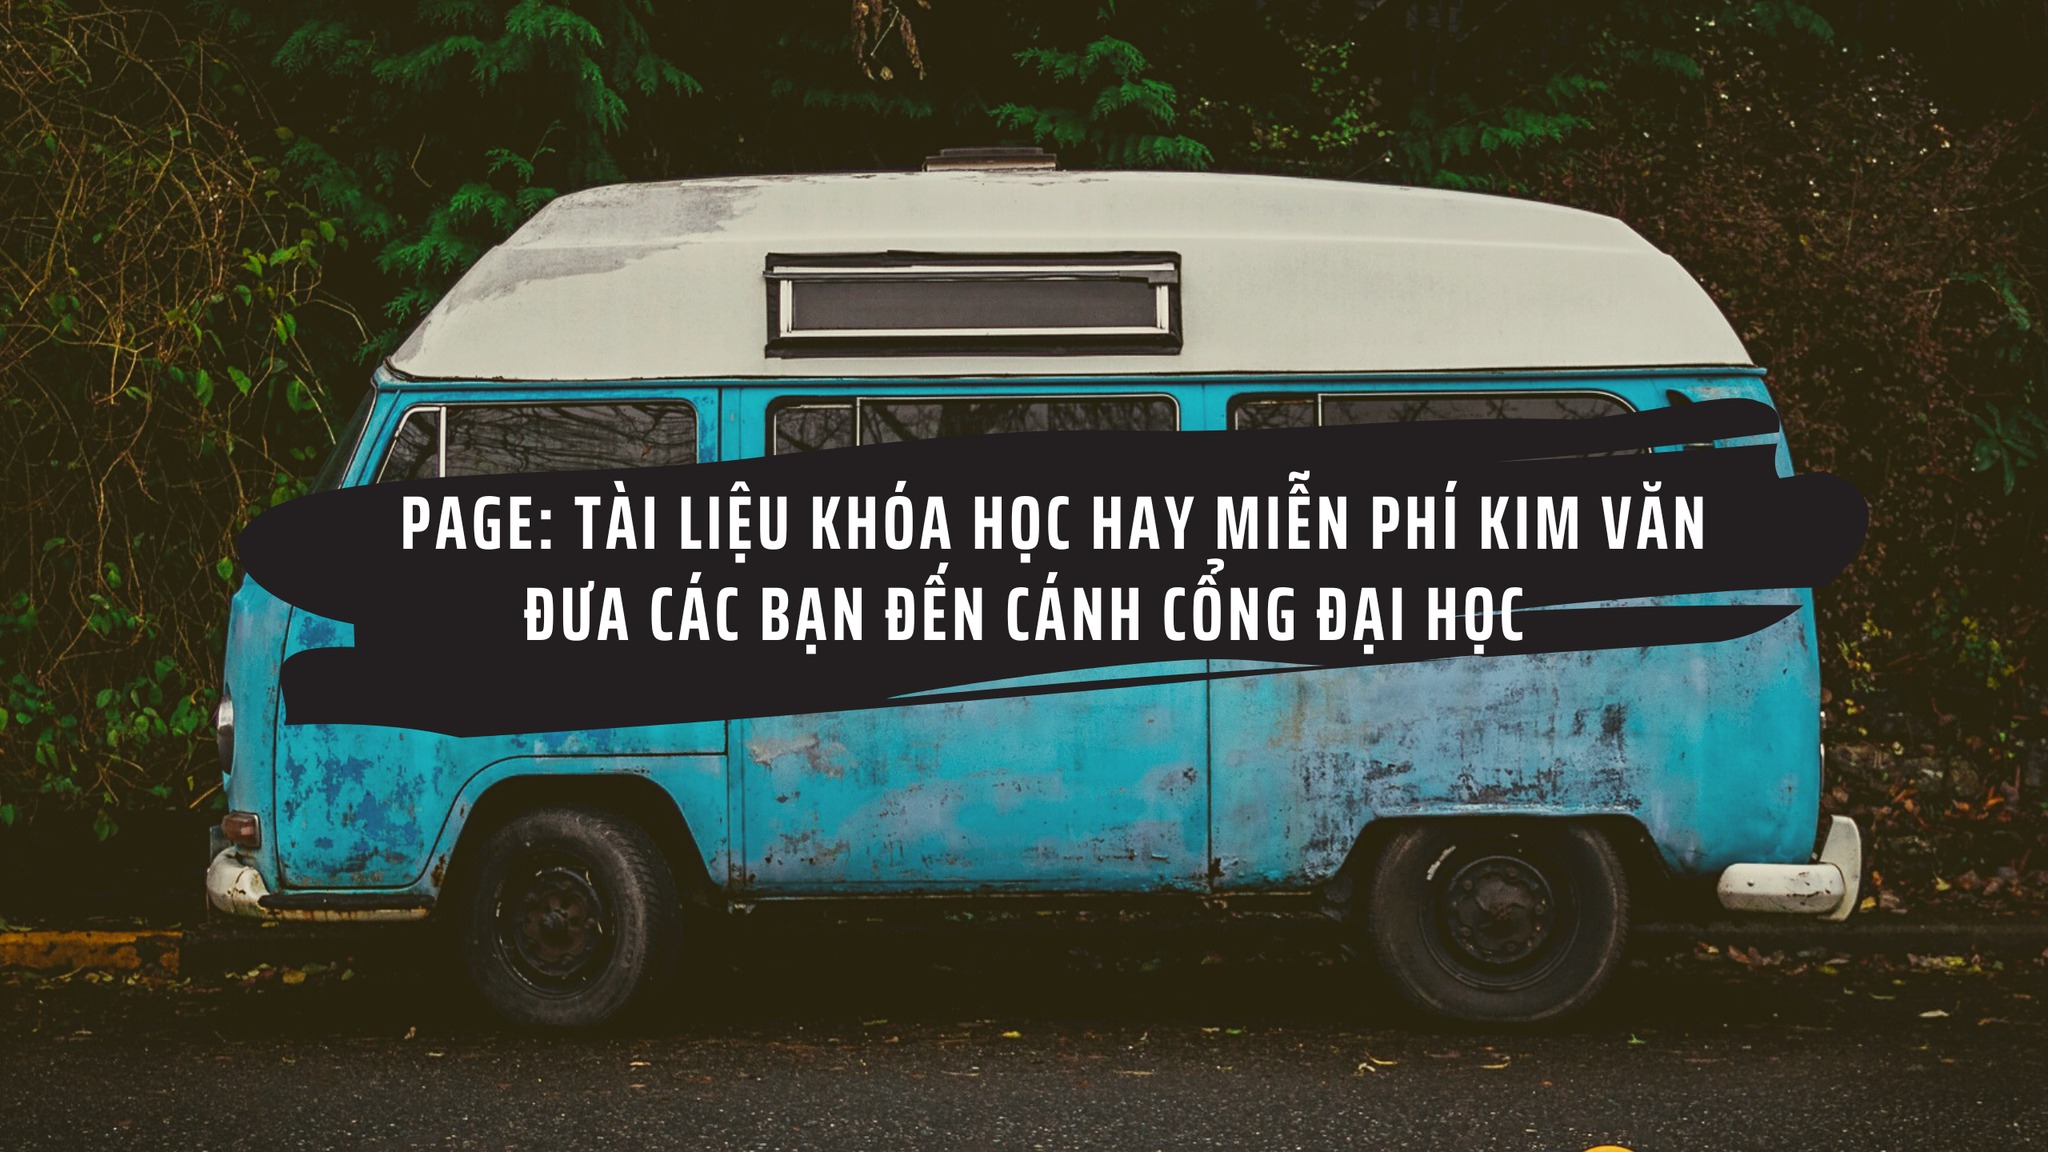 PAGE: TÀI LIỆU KHÓA HỌC HAY MIỄN PHÍ KIM VĂN
ĐƯA CÁC BẠN ĐẾN CÁNH CỔNG ĐẠI HỌC